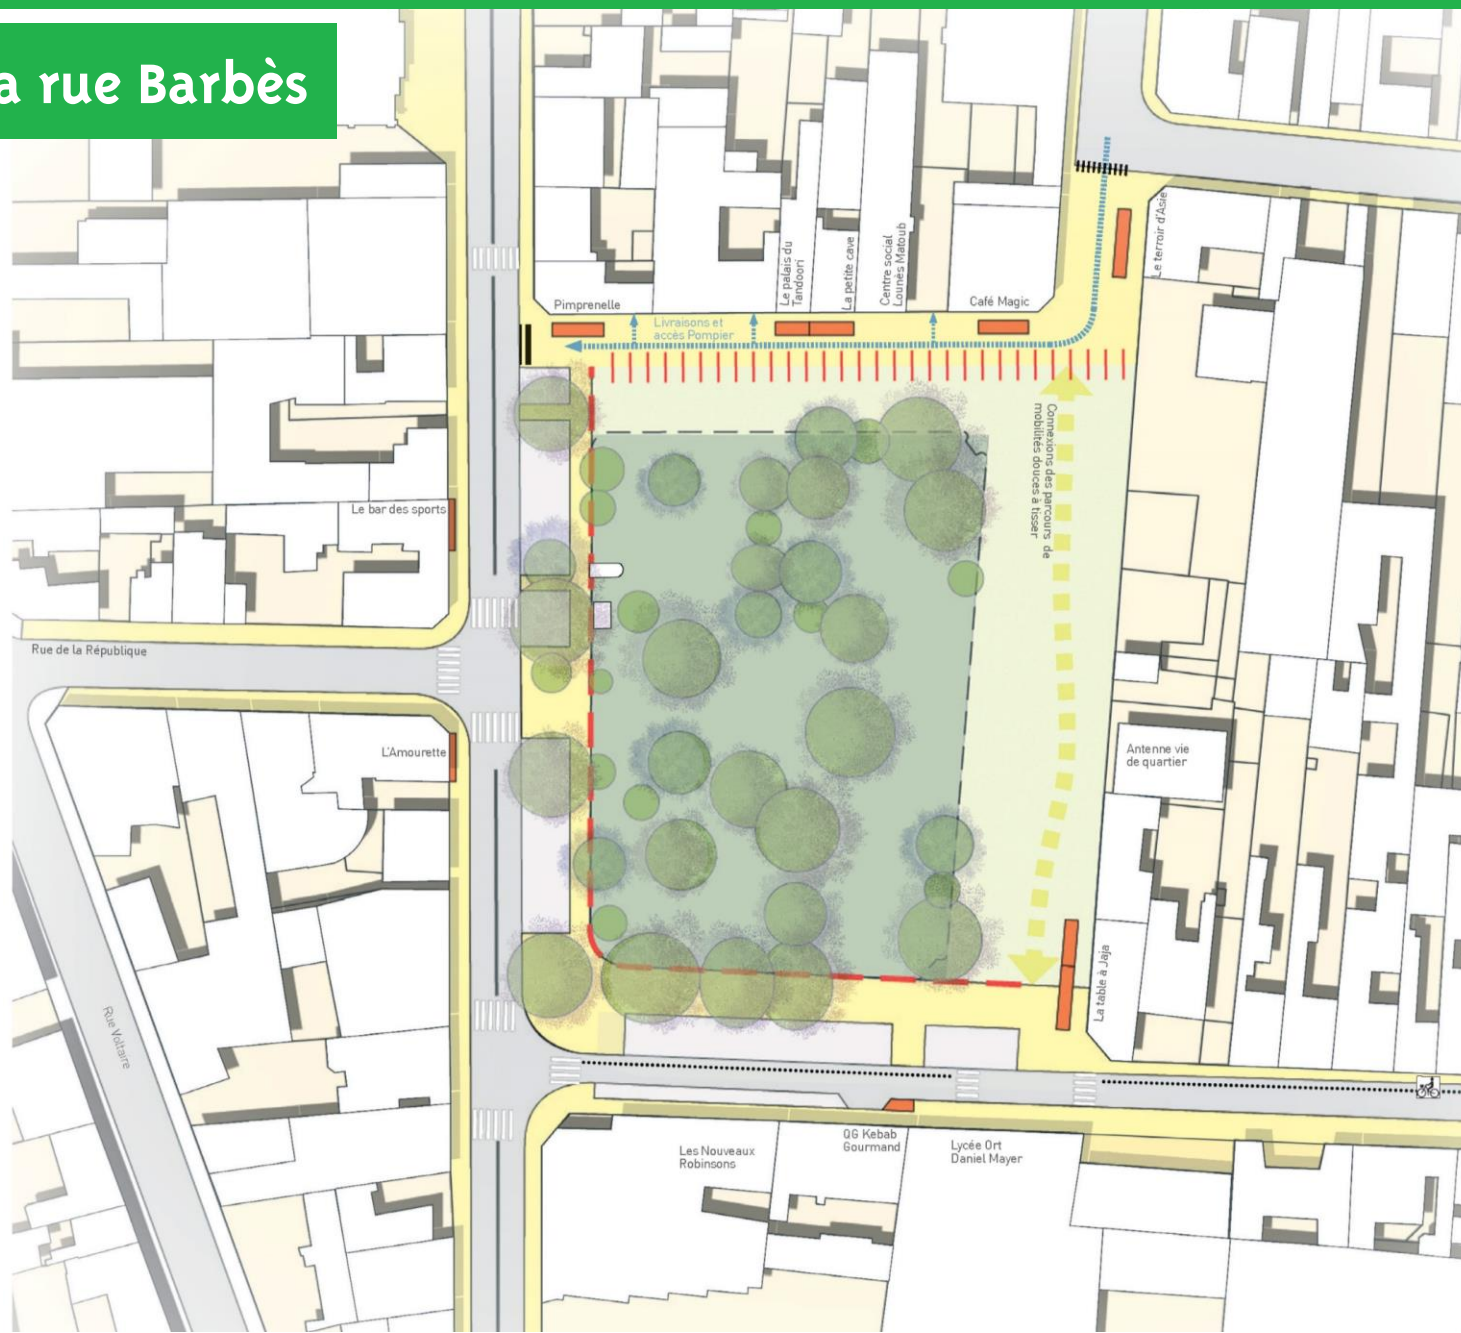 a rue Barbès
Le palais du
Tandoori
La petite cave
Centre social
Lounès Matoub
Le terroir d'Asie
Pimprenelle
Café Magic
Livraisons et
accès Pompier
Connexions des parcours de
mobilités douces à tisser
Le bar des sports
Rue de la République
L'Amourette
Antenne vie
de quartier
La table à Jaja
Rue Voltaire
Les Nouveaux
Robinsons
QG Kebab
Gourmand
Lycée Ort
Daniel Mayer